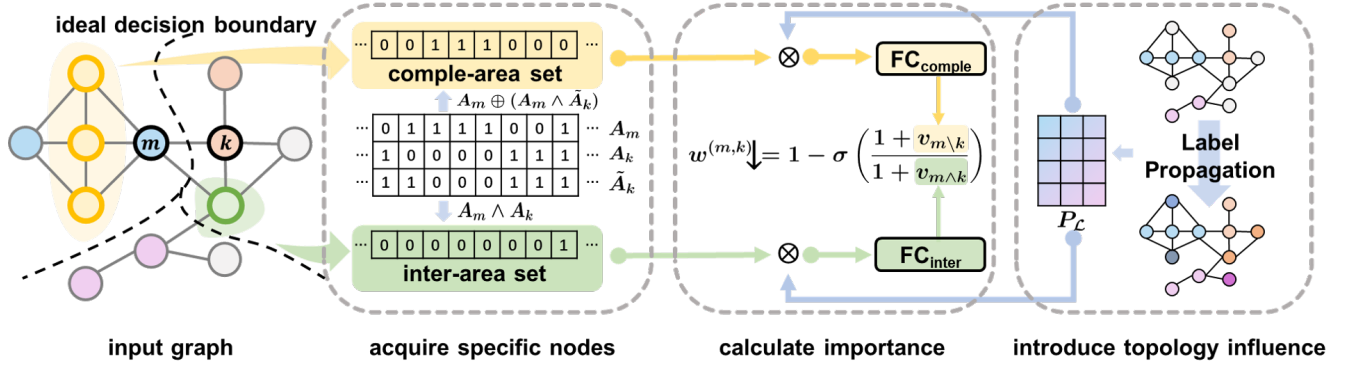 ideal decision boundary
m
k
input graph
··· 0 0 1 1 1 0 0 0 ···
comple-area set
A_m ⊕ (A_m ∧ Ã_k)
··· 0 1 1 1 1 0 0 1 ··· A_m
··· 1 0 0 0 0 1 1 1 ··· A_k
··· 1 1 0 0 0 1 1 1 ··· Ã_k
A_m ∧ A_k
··· 0 0 0 0 0 0 0 1 ···
inter-area set
acquire specific nodes
⊗
FC_comple
w^(m,k)↓= 1 − σ ( (1 + v_m\k) / (1 + v_m∧k) )
⊗
FC_inter
calculate importance
Label
Propagation
P_ℒ
introduce topology influence